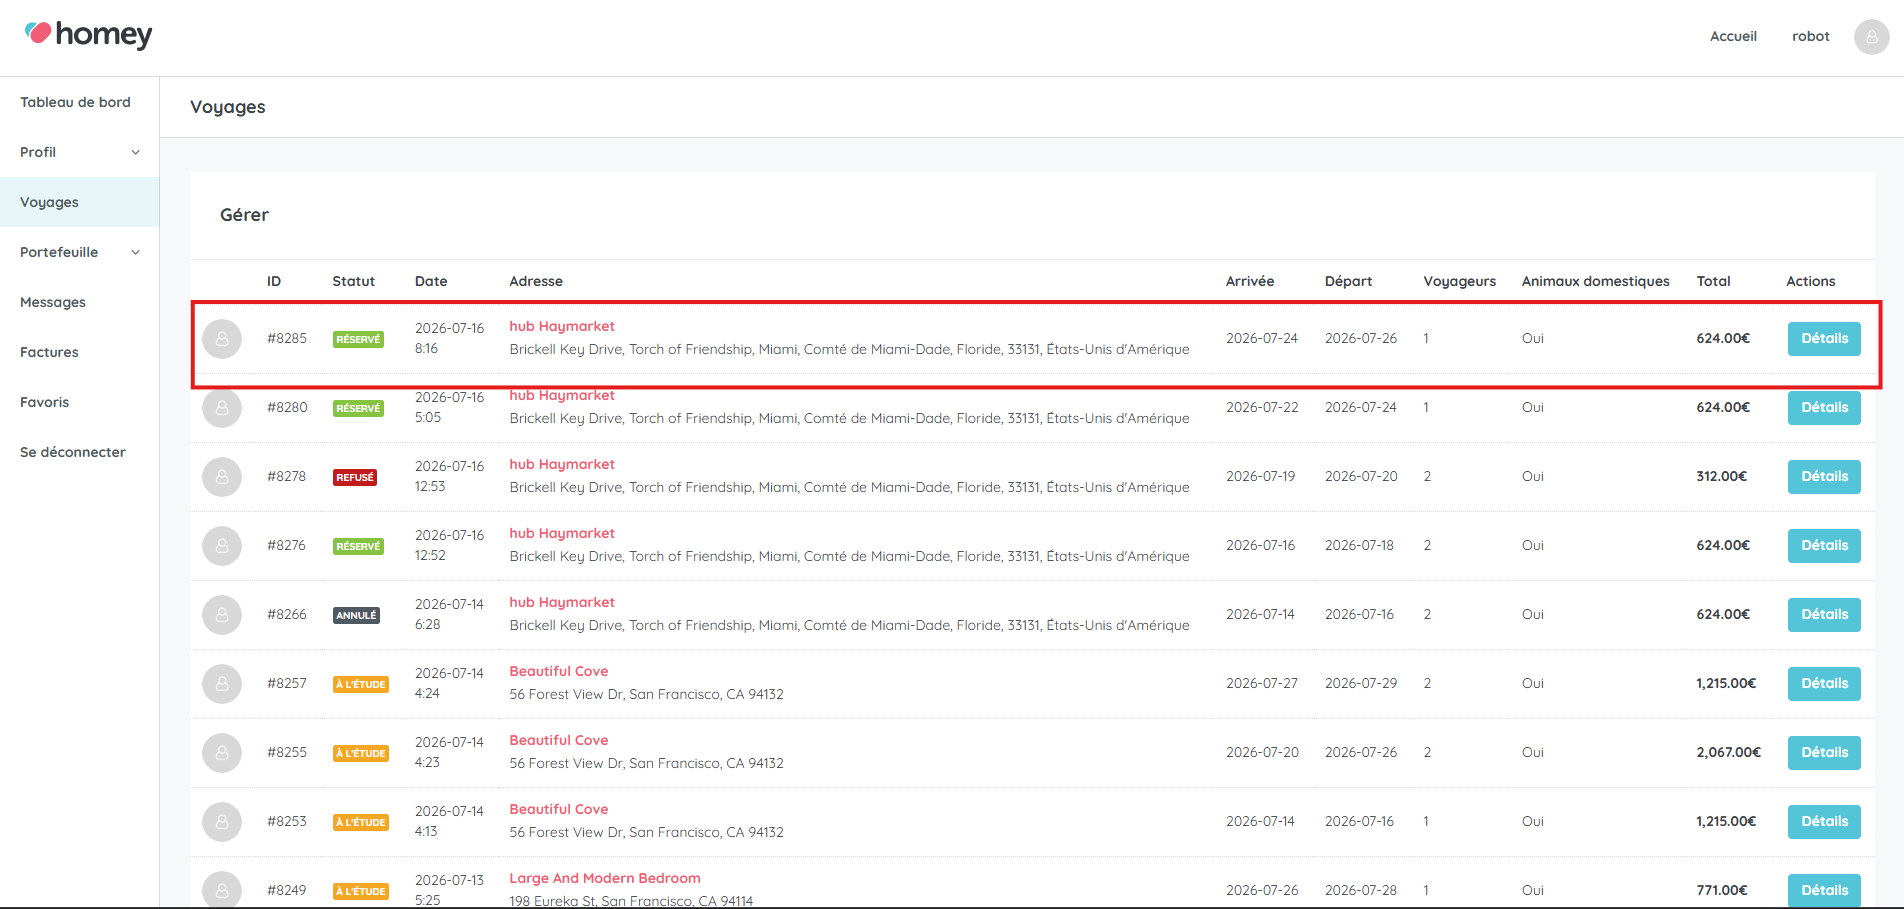 homey
Accueil robot
Tableau de bord
Profil
Voyages
Portefeuille
Messages
Factures
Favoris
Se déconnecter
Voyages
Gérer
ID Statut Date Adresse Arrivée Départ Voyageurs Animaux domestiques Total Actions
#8285 RÉSERVÉ 2026-07-16 8:16 hub Haymarket 2026-07-24 2026-07-26 1 Oui 624.00€ Détails
Brickell Key Drive, Torch of Friendship, Miami, Comté de Miami-Dade, Floride, 33131, États-Unis d'Amérique
#8280 RÉSERVÉ 2026-07-16 5:05 hub Haymarket 2026-07-22 2026-07-24 1 Oui 624.00€ Détails
Brickell Key Drive, Torch of Friendship, Miami, Comté de Miami-Dade, Floride, 33131, États-Unis d'Amérique
#8278 REFUSÉ 2026-07-16 12:53 hub Haymarket 2026-07-19 2026-07-20 2 Oui 312.00€ Détails
Brickell Key Drive, Torch of Friendship, Miami, Comté de Miami-Dade, Floride, 33131, États-Unis d'Amérique
#8276 RÉSERVÉ 2026-07-16 12:52 hub Haymarket 2026-07-16 2026-07-18 2 Oui 624.00€ Détails
Brickell Key Drive, Torch of Friendship, Miami, Comté de Miami-Dade, Floride, 33131, États-Unis d'Amérique
#8266 ANNULÉ 2026-07-14 6:28 hub Haymarket 2026-07-14 2026-07-16 2 Oui 624.00€ Détails
Brickell Key Drive, Torch of Friendship, Miami, Comté de Miami-Dade, Floride, 33131, États-Unis d'Amérique
#8257 À L'ÉTUDE 2026-07-14 4:24 Beautiful Cove 2026-07-27 2026-07-29 2 Oui 1,215.00€ Détails
56 Forest View Dr, San Francisco, CA 94132
#8255 À L'ÉTUDE 2026-07-14 4:23 Beautiful Cove 2026-07-20 2026-07-26 2 Oui 2,067.00€ Détails
56 Forest View Dr, San Francisco, CA 94132
#8253 À L'ÉTUDE 2026-07-14 4:13 Beautiful Cove 2026-07-14 2026-07-16 1 Oui 1,215.00€ Détails
56 Forest View Dr, San Francisco, CA 94132
#8249 À L'ÉTUDE 2026-07-13 5:25 Large And Modern Bedroom 2026-07-26 2026-07-28 1 Oui 771.00€ Détails
198 Eureka St, San Francisco, CA 94114